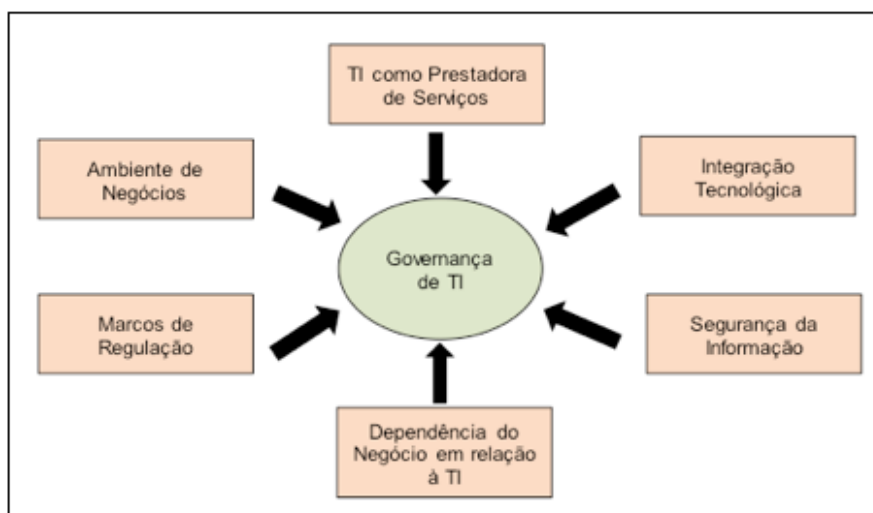 TI como Prestadora
de Serviços
Ambiente de
Negócios
Integração
Tecnológica
Governança
de TI
Marcos de
Regulação
Segurança da
Informação
Dependência do
Negócio em relação
à TI